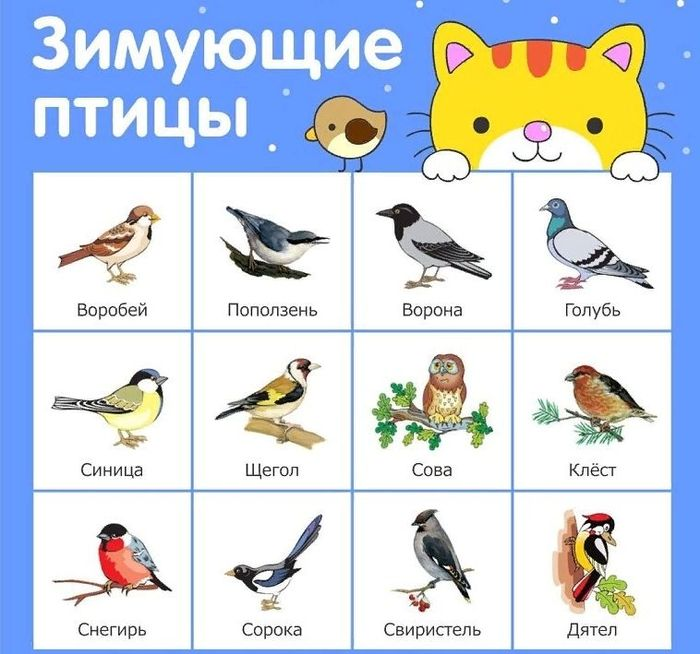 Зимующие
птицы
Воробей
Поползень
Ворона
Голубь
Синица
Щегол
Сова
Клёст
Снегирь
Сорока
Свиристель
Дятел